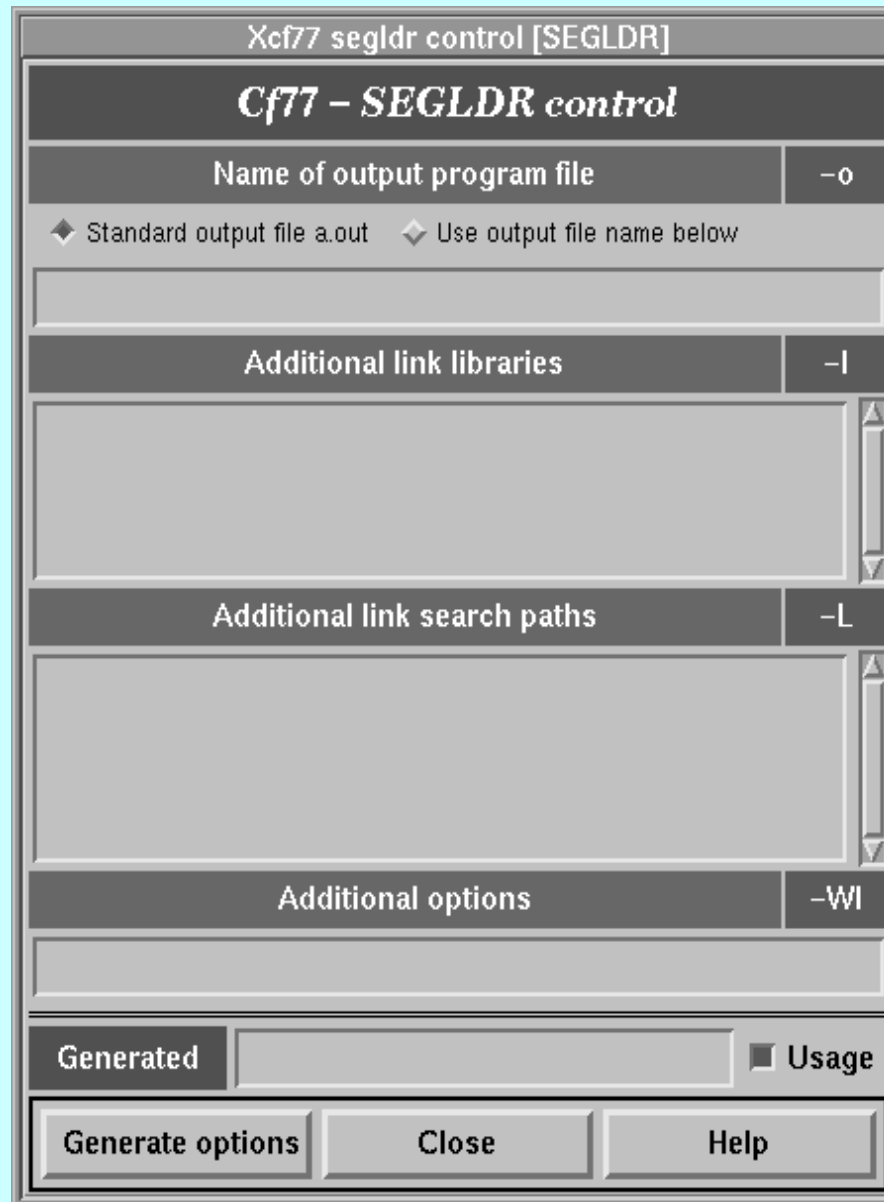 Xcf77 segldr control [SEGLDR]
Cf77 – SEGLDR control
Name of output program file –o
Standard output file a.out Use output file name below
Additional link libraries –l
Additional link search paths –L
Additional options –Wl
Generated Usage
Generate options Close Help